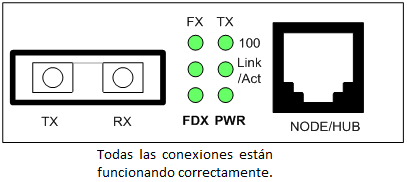 FX TX
100
Link
/Act
TX RX
FDX PWR
NODE/HUB
Todas las conexiones están
funcionando correctamente.